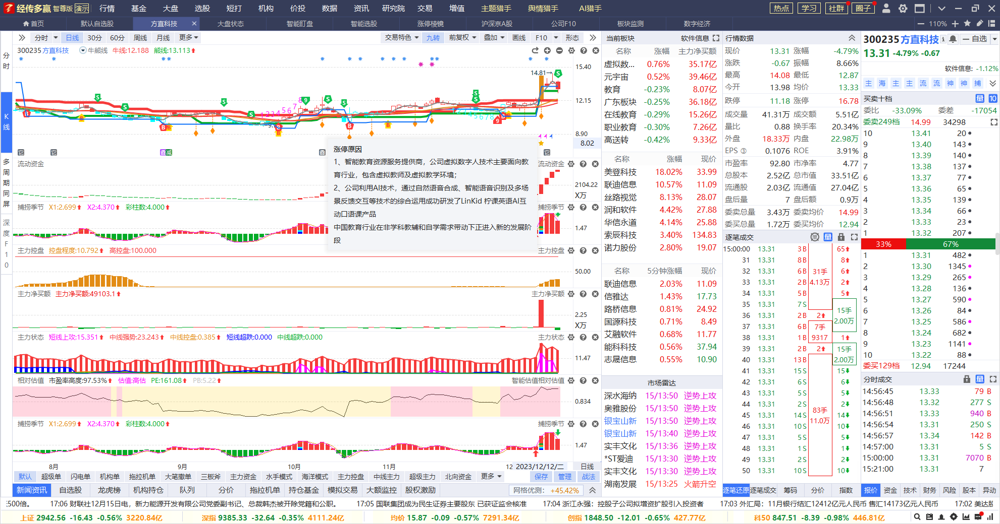 经传多赢 智尊版 演示 行情 基金 大盘 选股 短打 机构 价投 数据 资讯 研究院 交易 增值 主题猎手 舆情猎手 AI猎手 热点 学习 社群 圈子
首页 默认自选股 方直科技 大盘状态 智能盯盘 智能选股 涨停棱镜 沪深京A股 公司F10 板块监测 数字经济 110%
分时 日线 30分 60分 周线 月线 更多 交易特色 九转 前复权 叠加 画线 F10 形态
分时
K线
多周期同屏
深度F10
300235 方直科技 牛能线 牛线:12.188 能线:13.113
14.81
15.40
12.15
8.90
8.02
涨停原因
1、智能教育资源服务提供商，公司虚拟数字人技术主要面向教
育行业，包含虚拟教师及虚拟教学环境；
2、公司利用AI技术，通过自然语音合成、智能语音识别及多场
景反馈交互等技术的综合运用成功研发了LinKid 柠课英语AI互
动口语课产品
中国教育行业在非学科教辅和自学需求带动下正进入新的发展阶
段
流动资金 流动资金
2104.22
X万
捕捞季节 X1:2.699 X2:4.370 彩柱数:4.000 捕捞季节
1.47
主力控盘 控盘程度:10.792 高控盘:100.000 主力控盘
50.00
主力净买额 主力净买额:49103.1 主力净买额
2.25
X万
主力状态 短线上攻:15.351 中线强势:23.243 中线控盘:0.385 短线超跌:0.000 中线超跌:0.000 主力状态
11.47
相对估值 市盈率高度:97.53% 估值:高估 PE:161.08 PB:5.22 智能估值相对估值
0.834
捕捞季节 X1:2.699 X2:4.370 彩柱数:4.000 捕捞季节
1.47
8月 9月 10月 11月 12 2023/12/12/二 日线
默认 超级单 闪电单 机构单 拖拉机单 大笔撤单 三板斧 主力资金 水手模式 海洋模式 主力控盘 中线主力 超级主力 北向资金 更多 保存 管理 战法
新闻资讯 自选股 龙虎榜 机构持仓 队列 分价 拖拉机单 持仓基金 模拟交易 大额监控 股权激励 网格优测: +45.42%
当前板块 软件信息
名称 涨幅 主力净买额
虚拟数... 0.76% 35.17亿
元宇宙 0.52% 39.46亿
教育 -0.23% 8.07亿
广东板块 -0.25% 36.18亿
在线教育 -0.29% 15.26亿
职业教育 -0.30% 7.26亿
高送转 -0.42% 9.33亿
名称 涨幅 现价
美登科技 18.02% 33.99
联迪信息 10.57% 11.09
丝路视觉 8.13% 28.07
润和软件 4.42% 27.88
华信永道 4.14% 25.88
索辰科技 3.40% 134.83
诺力股份 2.80% 19.07
名称 5分钟涨幅 现价
联迪信息 2.03% 11.09
信雅达 1.43% 17.73
路桥信息 0.81% 24.92
国源科技 0.71% 8.49
艾融软件 0.68% 11.77
能科科技 0.56% 37.94
志晟信息 0.55% 10.90
市场雷达
深水海纳 15/13:50 逆势上攻
奥雅股份 15/13:50 逆势上攻
银宝山新 15/13:50 逆势上攻
银宝山新 15/13:40 逆势上攻
实丰文化 15/13:36 逆势上攻
*ST爱迪 15/13:30 逆势上攻
实丰文化 15/13:30 逆势上攻
湖南发展 15/13:25 火箭升空
行情数据
现价 13.31 涨幅 -4.79%
涨跌 -0.67 振幅 8.66%
最高 14.08 最低 12.87
今开 13.98 均价 13.33
跌停 11.18 涨停 16.78
成交量 41.31万 成交额 5.51亿
量比 0.88 换手率 20.34%
外盘 18.33万 内盘 22.98万
EPS ③ 0.1076 ROE 3.91%
市盈率 92.80 市净率 4.77
总股本 2.52亿 总市值 33.51亿
流通股 2.03亿 流通值 27.04亿
盘后量 7 盘后额 0.9万
委卖总量 3.43万 委卖均价 14.99
委买总量 1.72万 委买均价 12.94
逐笔成交 单 量
15:00:00 13.31 3 B 65
31 13.31 8 B 8
32 13.31 6 B 31手 6
33 13.31 2 B 4.13万 2
34 13.31 5 B 5
35 13.31 7 S 15手
36 13.31 2 B 2 2.00万
37 13.31 6 B 7手
38 13.31 1 B 9317 1
39 13.31 2 B 2 15手
40 13.31 13 B 2.00万
41 13.31 15 S 15
42 13.31 6 S 6
43 13.31 5 S 5
44 13.31 2 S 83手 2
45 13.31 14 S 11.0万 14
46 13.31 10 S 10
47 13.31 5 S 5
48 13.31 1 S 1
49 13.31 2 S 2
50 13.31 10 S 10
逐笔还原 逐笔成交 筹码 分价 指数
300235 方直科技 自选
13.31 -4.79% -0.67
软件信息: -1.12%
主 海 主 主 流 流 神 神 捕
买卖十档 量 10
委比 -33.09% 委差 -17054
委卖249档 14.99 34298
10 13.41 20
9 13.40 143
8 13.39 140
7 13.38 137
6 13.37 77
5 13.36 65
4 13.35 139
3 13.34 66
2 13.33 23
1 13.32 207
33% 67%
1 13.31 482
2 13.30 1345
3 13.29 265
4 13.28 136
5 13.27 590
6 13.26 84
7 13.25 586
8 13.24 682
9 13.23 1141
10 13.22 88
委买129档 12.94 17244
分时成交 量
14:56:45 13.33 79 B
14:56:48 13.32 277 S
14:56:51 13.33 940 B
14:56:54 13.31 250 S
14:56:57 13.34 142 B
14:57:00 13.31 5 S
15:00:00 13.31 7070 B
15:21:00 13.31 7
报价 资金 技术 财务 风险 股本 异动
500倍。 17:06 财联社12月15日电，新力能源开发有限公司党委副书记、总裁韩杰被开除党籍和公职。 17:05 国联集团成为民生证券主要股东 已获证监会核准 17:04 浙江永强：控股子公司拟增资扩股引入投资者 17:03 外汇局：11月银行结汇12412亿元人民币 售汇14173亿元人民币 17:02 美达股
上证 2942.56 -16.43 -0.56% 3220.84亿 深指 9385.33 -32.64 -0.35% 4111.24亿 均价 15.87 -0.09 -0.57% 7291.34亿 创指 1848.50 -12.01 -0.65% 427.77亿 科50 847.51 -8.39 -0.98% 446.81亿